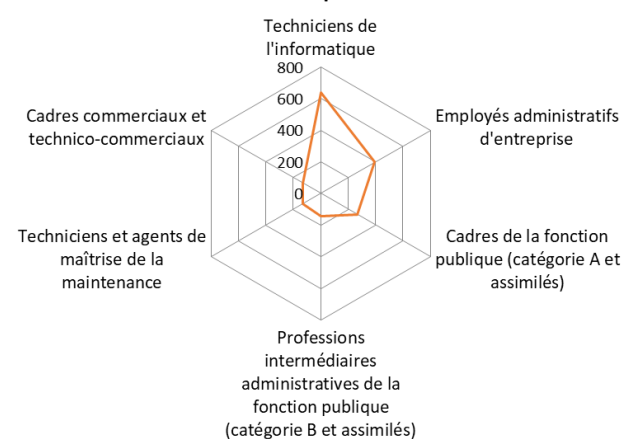 Techniciens de
l'informatique
800
600
400
200
0
Employés administratifs
d'entreprise
Cadres de la fonction
publique (catégorie A et
assimilés)
Professions
intermédiaires
administratives de la
fonction publique
(catégorie B et assimilés)
Techniciens et agents de
maîtrise de la
maintenance
Cadres commerciaux et
technico-commerciaux